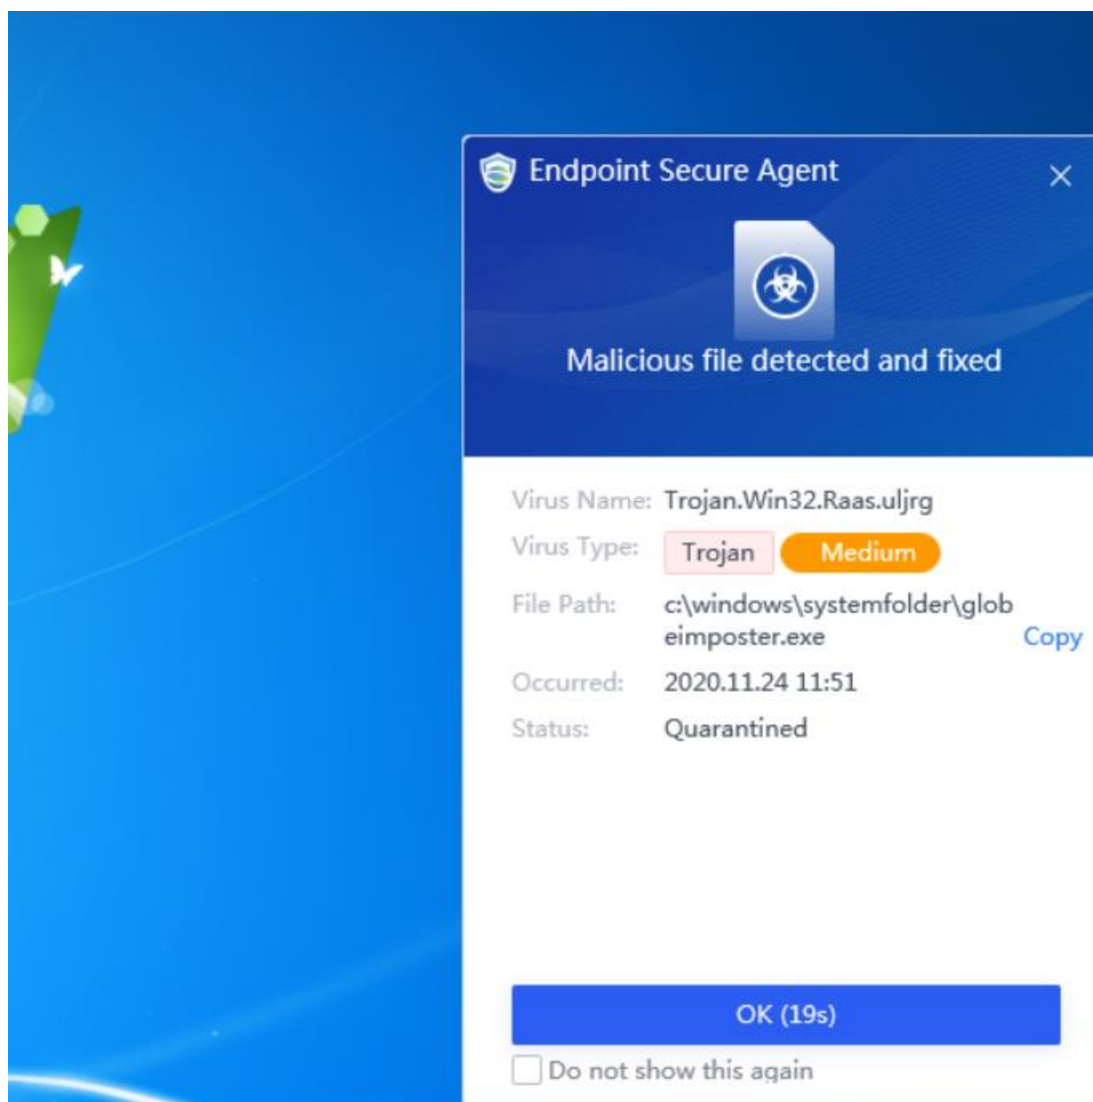 Endpoint Secure Agent
Malicious file detected and fixed
Virus Name: Trojan.Win32.Raas.uljrg
Virus Type: Trojan Medium
File Path: c:\windows\systemfolder\glob
eimposter.exe Copy
Occurred: 2020.11.24 11:51
Status: Quarantined
OK (19s)
Do not show this again